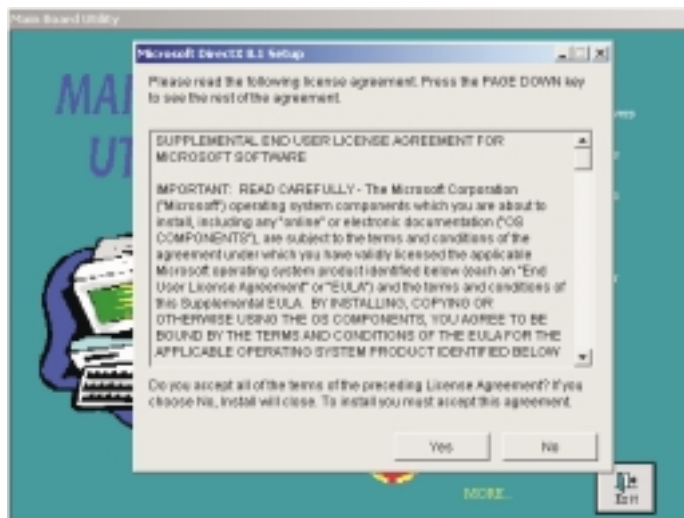 Main Board Utility
Microsoft DirectX 8.1 Setup
Please read the following license agreement. Press the PAGE DOWN key
to see the rest of the agreement.
SUPPLEMENTAL END USER LICENSE AGREEMENT FOR
MICROSOFT SOFTWARE
IMPORTANT: READ CAREFULLY - The Microsoft Corporation
("Microsoft") operating system components which you are about to
install, including any "online" or electronic documentation ("OS
COMPONENTS"), are subject to the terms and conditions of the
agreement under which you have validly licensed the applicable
Microsoft operating system product identified below (each an "End
User License Agreement" or "EULA") and the terms and conditions of
this Supplemental EULA. BY INSTALLING, COPYING OR
OTHERWISE USING THE OS COMPONENTS, YOU AGREE TO BE
BOUND BY THE TERMS AND CONDITIONS OF THE EULA FOR THE
APPLICABLE OPERATING SYSTEM PRODUCT IDENTIFIED BELOW
Do you accept all of the terms of the preceding License Agreement? If you
choose No, Install will close. To install you must accept this agreement.
Yes
No
MAI
UT
MORE...
Exit